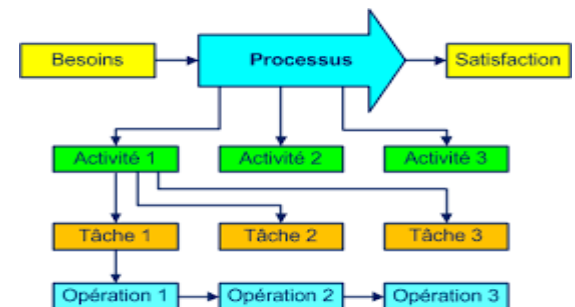 Besoins
Processus
Satisfaction
Activité 1
Activité 2
Activité 3
Tâche 1
Tâche 2
Tâche 3
Opération 1
Opération 2
Opération 3